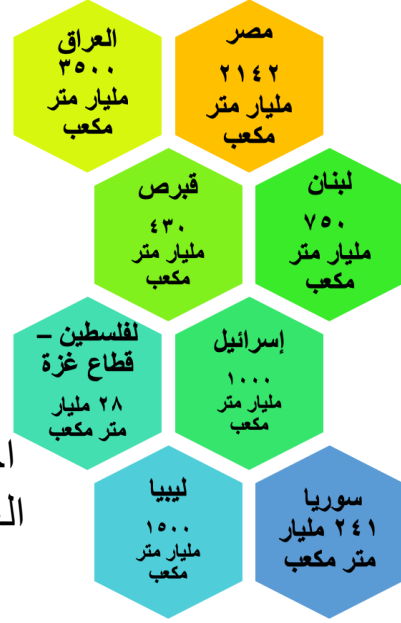 مصر
٢١٤٢
مليار متر
مكعب
العراق
٣٥٠٠
مليار متر
مكعب
لبنان
٧٥٠
مليار متر
مكعب
قبرص
٤٣٠
مليار متر
مكعب
إسرائيل
١٠٠٠
مليار متر
مكعب
لفلسطين –
قطاع غزة
٢٨ مليار
متر مكعب
سوريا
٢٤١ مليار
متر مكعب
ليبيا
١٥٠٠
مليار متر
مكعب